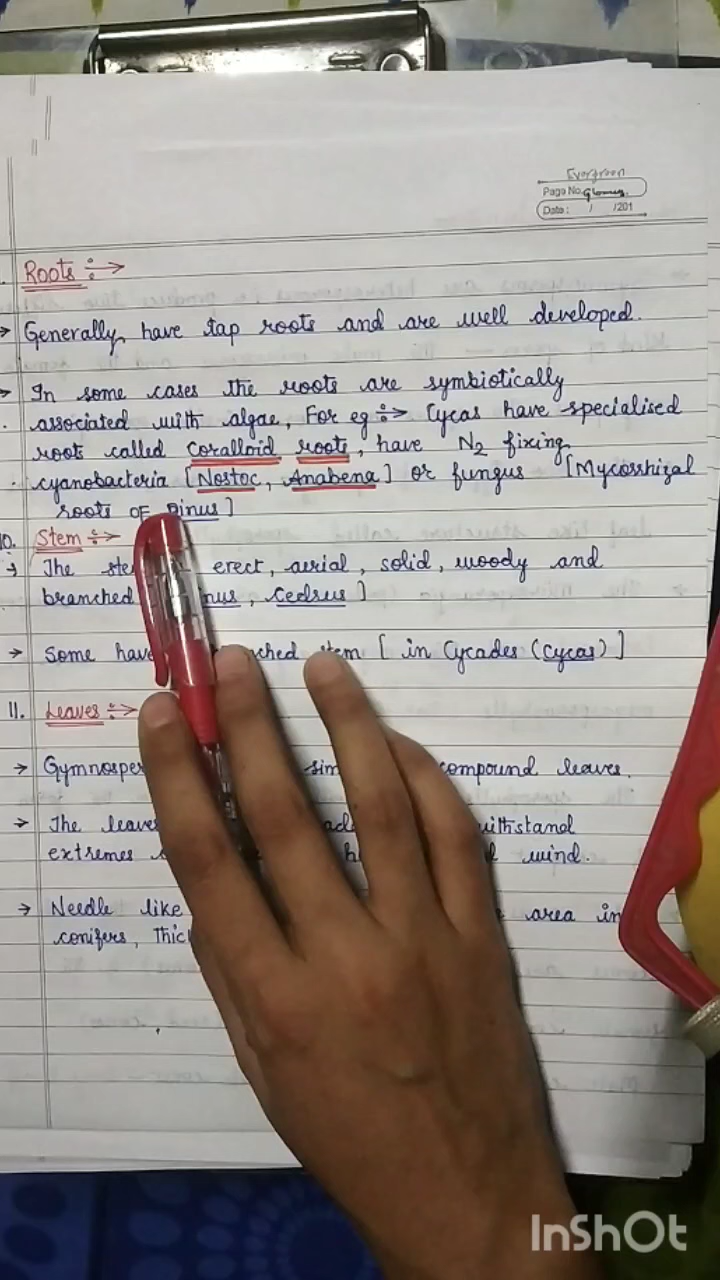 Evergreen
Page No.
Date : / /201
Roots :→
→ Generally have tap roots and are well developed.
→ In some cases the roots are symbiotically
associated with algae, For eg :→ Cycas have specialised
root called Coralloid roots, have N2 fixing
cyanobacteria [Nostoc, Anabena] or fungus [Mycorrhizal
roots of Pinus]
10. Stem :→
→ The erect, aerial, solid, woody and
branched Cedrus]
→ Some have stem [in Cycades (Cycas)]
11. Leaves :→
→ compound leaves.
→ The leaves withstand
extremes wind.
→ Needle like area in
conifers,
InShOt